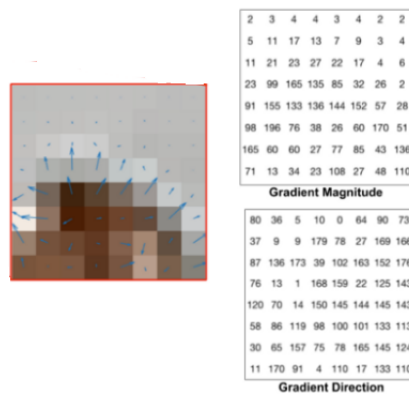 2 3 4 4 3 4 2 2
5 11 17 13 7 9 3 4
11 21 23 27 22 17 4 6
23 99 165 135 85 32 26 2
91 155 133 136 144 152 57 28
98 196 76 38 26 60 170 51
165 60 60 27 77 85 43 136
71 13 34 23 108 27 48 110
Gradient Magnitude
80 36 5 10 0 64 90 73
37 9 9 179 78 27 169 166
87 136 173 39 102 163 152 176
76 13 1 168 159 22 125 143
120 70 14 150 145 144 145 143
58 86 119 98 100 101 133 113
30 65 157 75 78 165 145 124
11 170 91 4 110 17 133 110
Gradient Direction